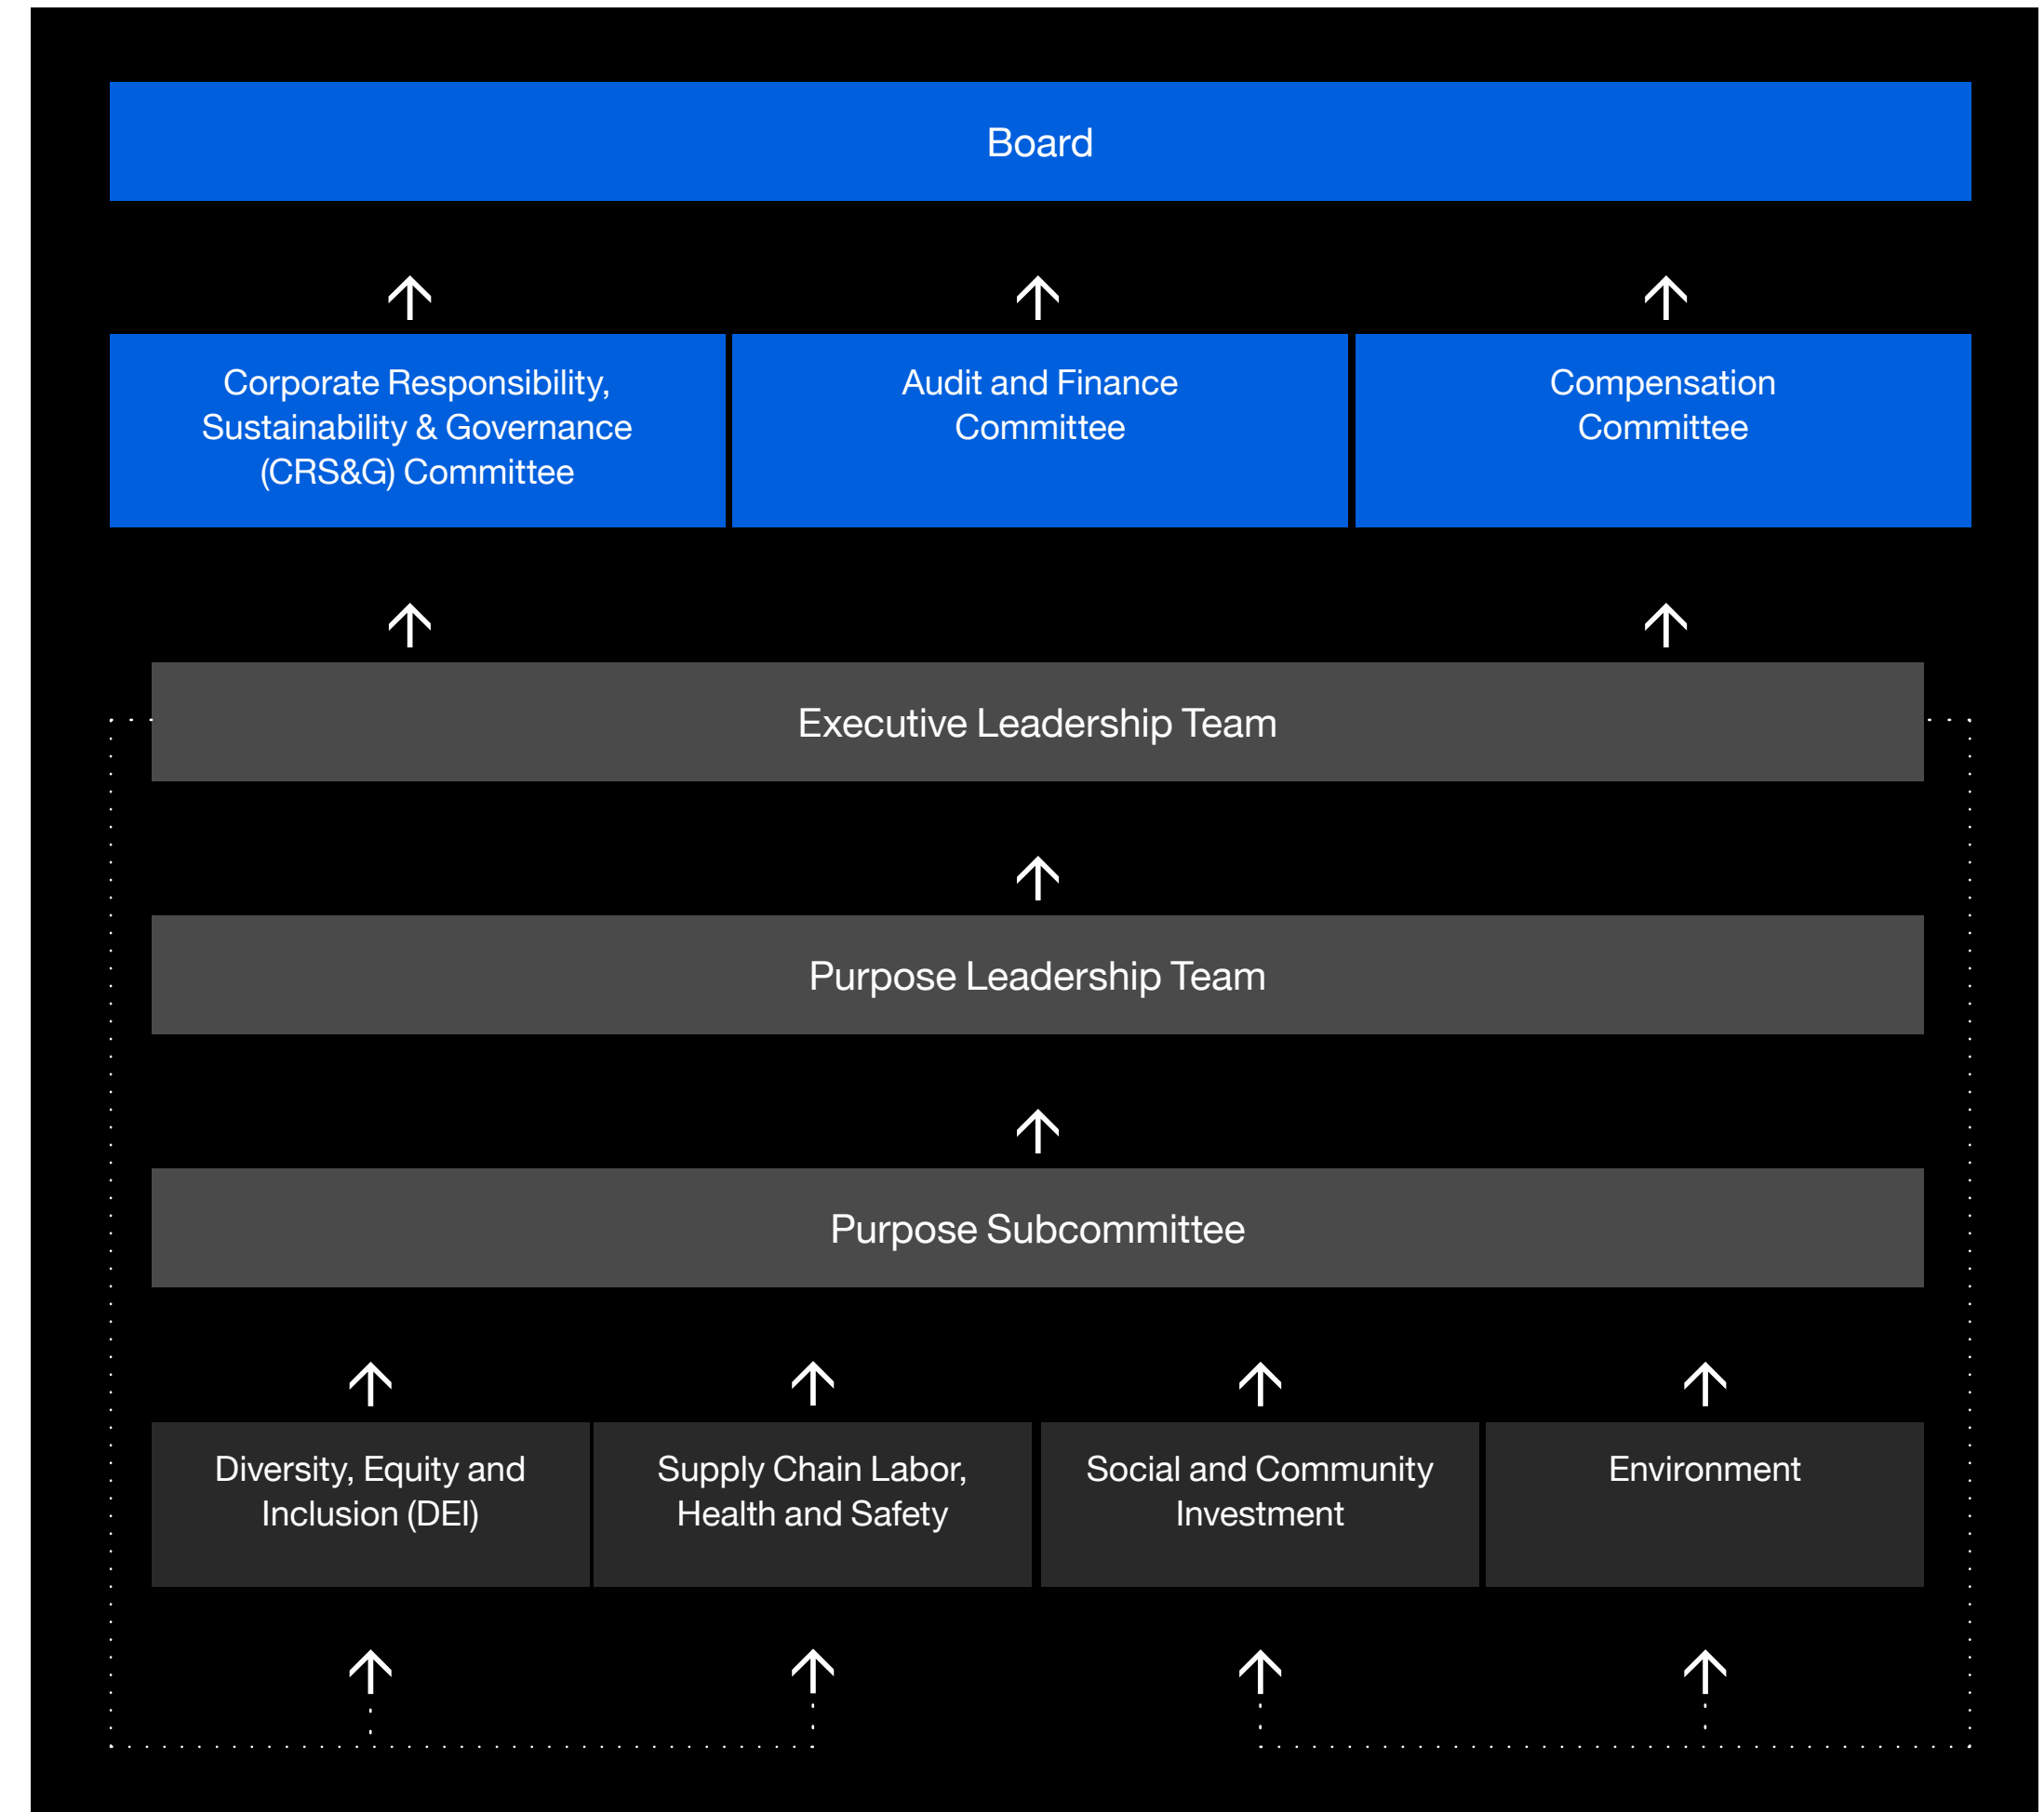 Board
Corporate Responsibility,
Sustainability & Governance
(CRS&G) Committee
Audit and Finance
Committee
Compensation
Committee
Executive Leadership Team
Purpose Leadership Team
Purpose Subcommittee
Diversity, Equity and
Inclusion (DEI)
Supply Chain Labor,
Health and Safety
Social and Community
Investment
Environment